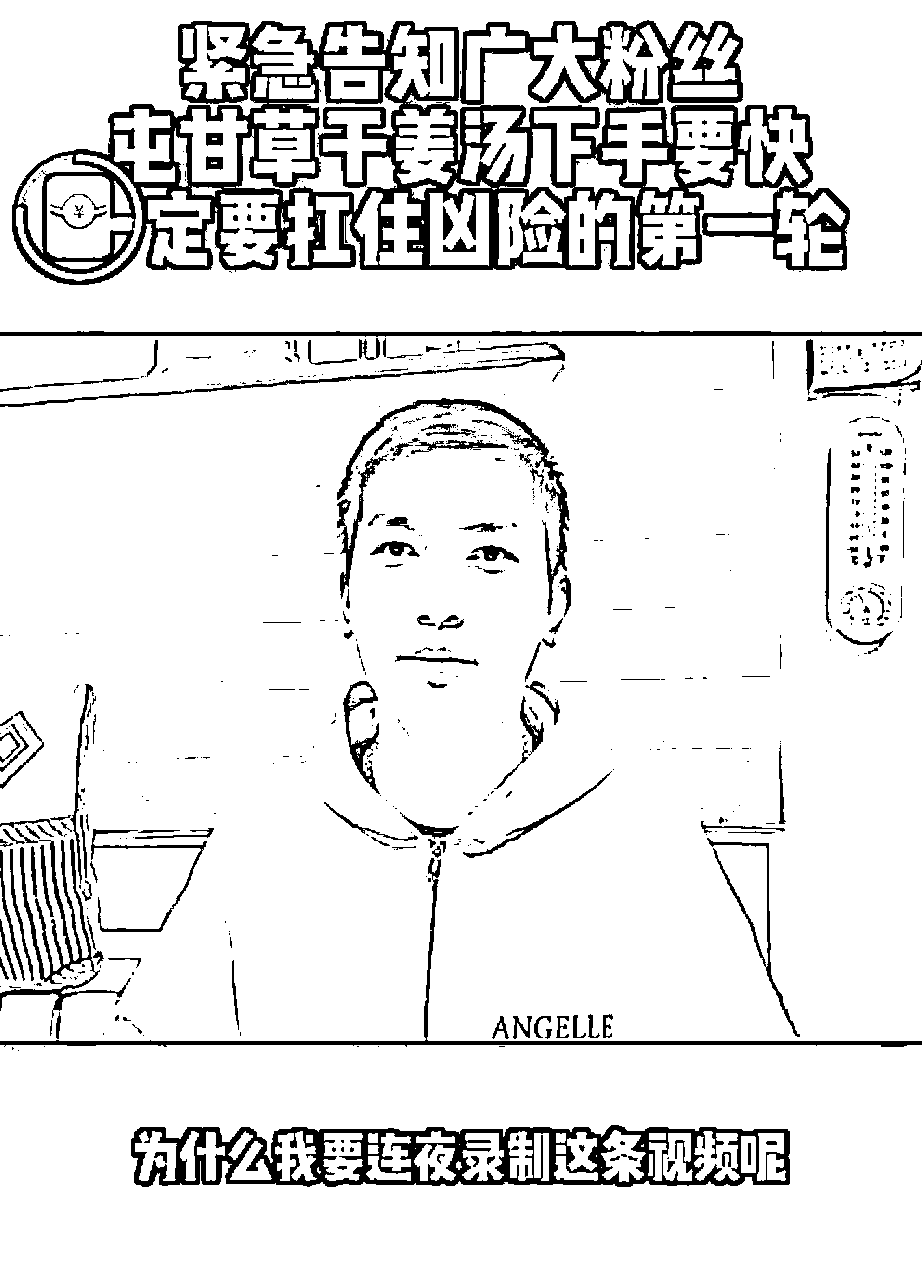 紧急告知广大粉丝
屯甘草干姜汤下手要快
定要扛住凶险的第一轮
¥
ANGELLE
为什么我要连夜录制这条视频呢